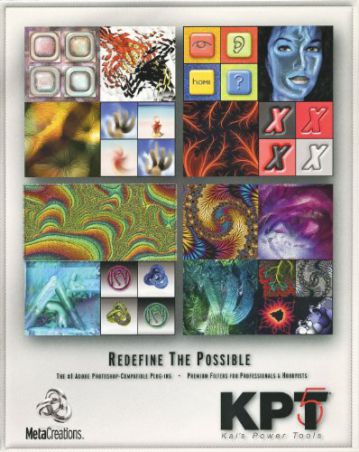 HOME
?
X X
X X
REDEFINE THE POSSIBLE
THE #1 ADOBE PHOTOSHOP-COMPATIBLE PLUG-INS • PREMIUM FILTERS FOR PROFESSIONALS & HOBBYISTS
MetaCreations.
KPT5
Kai's Power Tools